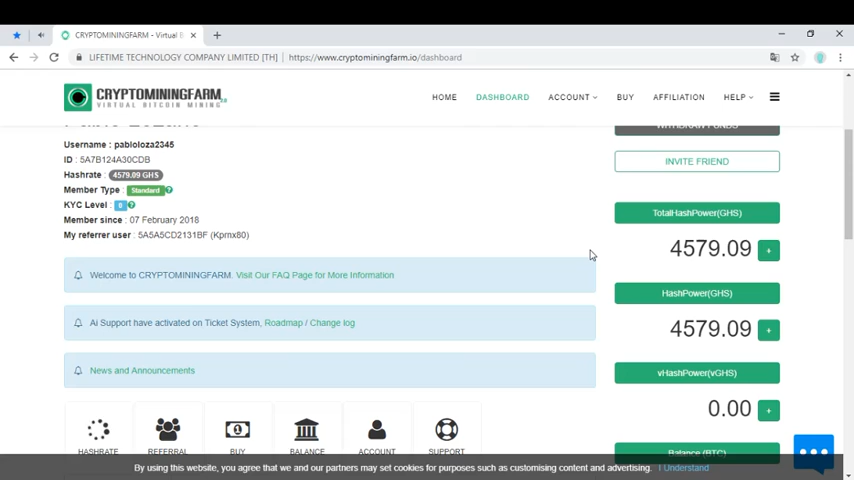 CRYPTOMININGFARM - Virtual B
LIFETIME TECHNOLOGY COMPANY LIMITED [TH] | https://www.cryptominingfarm.io/dashboard
CRYPTOMININGFARM
VIRTUAL BITCOIN MINING
HOME DASHBOARD ACCOUNT BUY AFFILIATION HELP
Username : pabloloza2345
ID : 5A7B124A30CDB
Hashrate : 4579.09 GHS
Member Type : Standard
KYC Level : 0
Member since : 07 February 2018
My referrer user : 5A5A5CD2131BF (Kprnx80)
Welcome to CRYPTOMININGFARM. Visit Our FAQ Page for More Information
Ai Support have activated on Ticket System, Roadmap / Change log
News and Announcements
HASHRATE REFERRAL BUY BALANCE ACCOUNT SUPPORT
WITHDRAW FUNDS
INVITE FRIEND
TotalHashPower(GHS)
4579.09 +
HashPower(GHS)
4579.09 +
vHashPower(vGHS)
0.00 +
Balance (BTC)
By using this website, you agree that we and our partners may set cookies for purposes such as customising content and advertising. I Understand